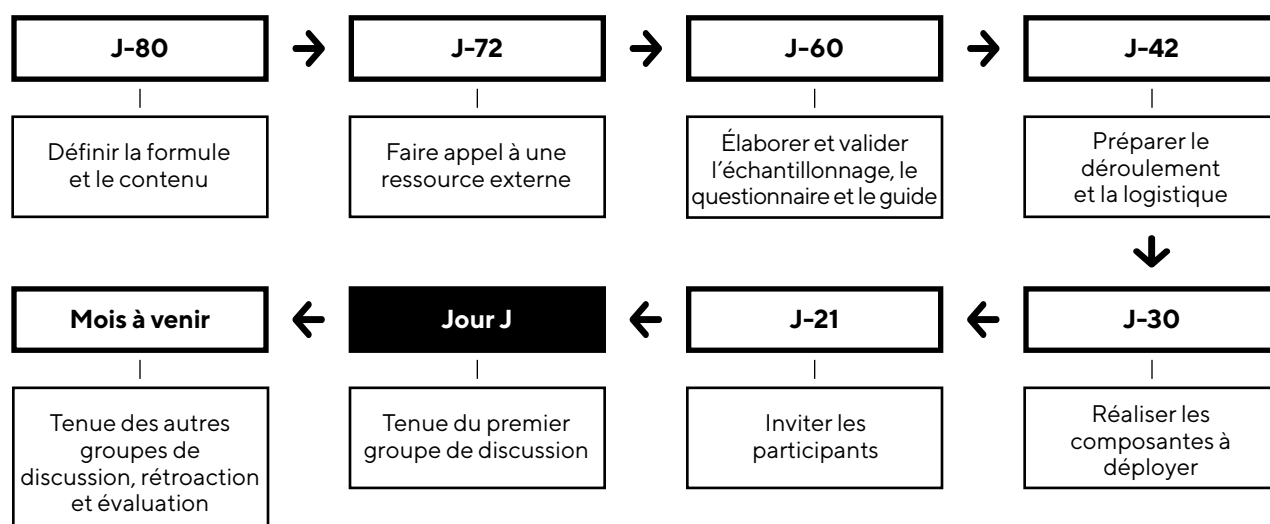 J-80
Définir la formule
et le contenu
J-72
Faire appel à une
ressource externe
J-60
Élaborer et valider
l'échantillonnage, le
questionnaire et le guide
J-42
Préparer le
déroulement
et la logistique
J-30
Réaliser les
composantes à
déployer
J-21
Inviter les
participants
Jour J
Tenue du premier
groupe de discussion
Mois à venir
Tenue des autres
groupes de
discussion, rétroaction
et évaluation